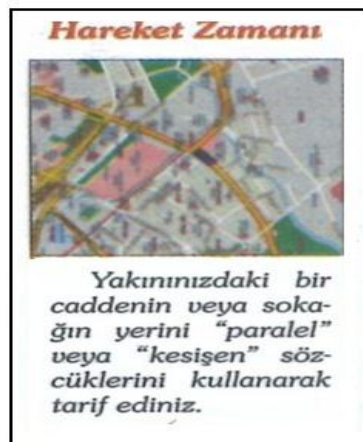 Hareket Zamanı
Yakınınızdaki bir
caddenin veya soka-
ğın yerini “paralel”
veya “kesişen” söz-
cüklerini kullanarak
tarif ediniz.